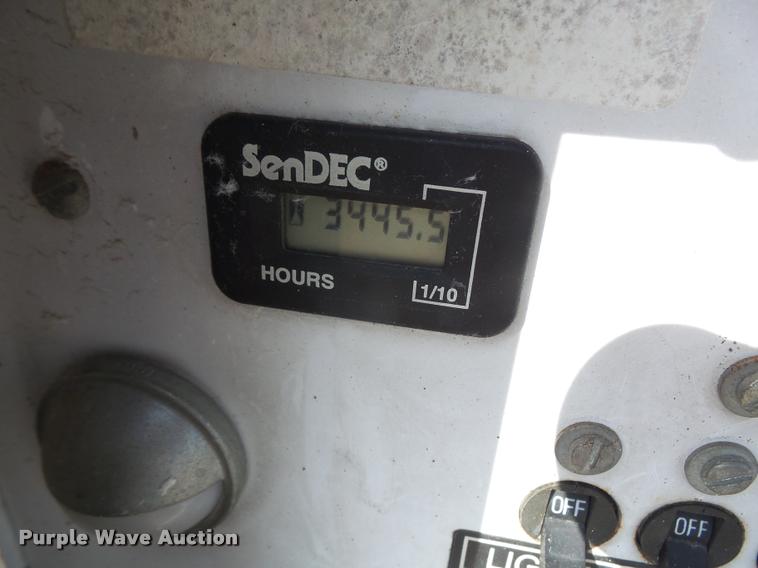 SenDEC®
3445.5
HOURS
1/10
OFF
OFF
Purple Wave Auction